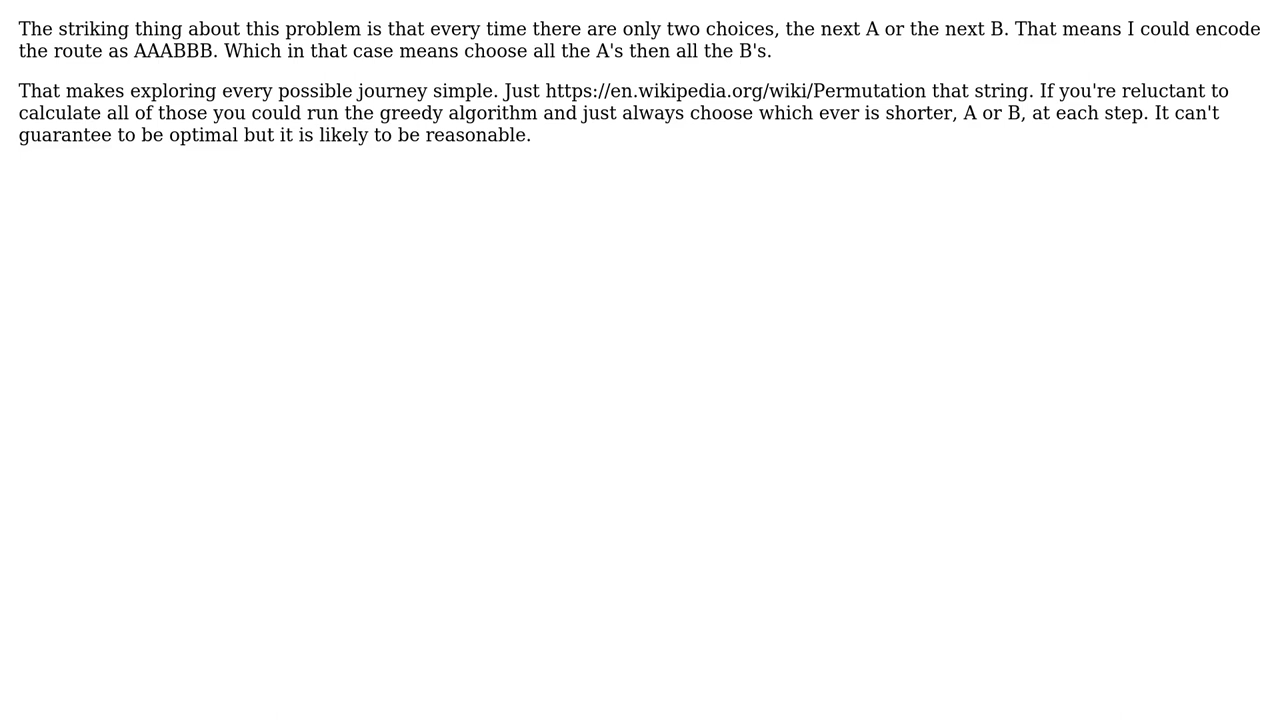 The striking thing about this problem is that every time there are only two choices, the next A or the next B. That means I could encode
the route as AAABBB. Which in that case means choose all the A's then all the B's.
That makes exploring every possible journey simple. Just https://en.wikipedia.org/wiki/Permutation that string. If you're reluctant to
calculate all of those you could run the greedy algorithm and just always choose which ever is shorter, A or B, at each step. It can't
guarantee to be optimal but it is likely to be reasonable.